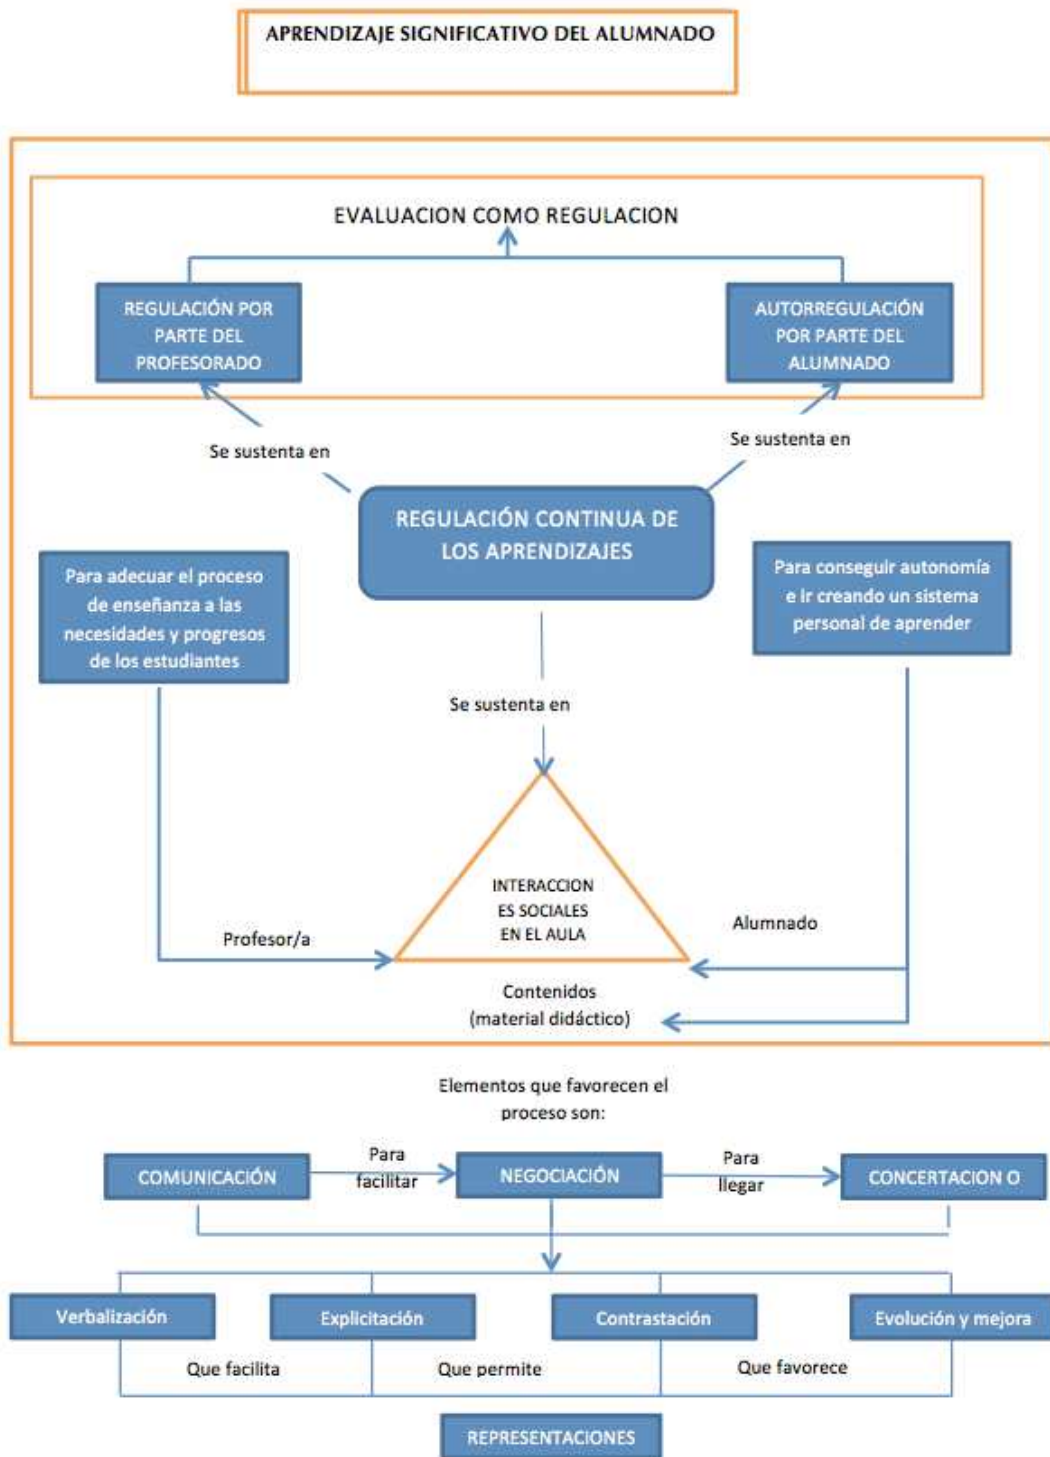 APRENDIZAJE SIGNIFICATIVO DEL ALUMNADO
EVALUACION COMO REGULACION
REGULACIÓN POR
PARTE DEL
PROFESORADO
AUTORREGULACIÓN
POR PARTE DEL
ALUMNADO
Se sustenta en
Se sustenta en
REGULACIÓN CONTINUA DE
LOS APRENDIZAJES
Para adecuar el proceso
de enseñanza a las
necesidades y progresos
de los estudiantes
Para conseguir autonomía
e ir creando un sistema
personal de aprender
Se sustenta en
INTERACCION
ES SOCIALES
EN EL AULA
Profesor/a
Alumnado
Contenidos
(material didáctico)
Elementos que favorecen el
proceso son:
COMUNICACIÓN
Para
facilitar
NEGOCIACIÓN
Para
llegar
CONCERTACION O
Verbalización
Explicitación
Contrastación
Evolución y mejora
Que facilita
Que permite
Que favorece
REPRESENTACIONES